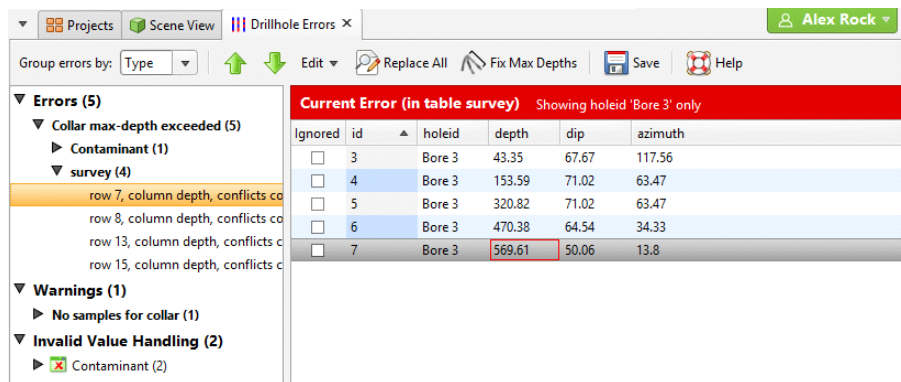 Projects Scene View Drillhole Errors Alex Rock
Group errors by: Type Edit Replace All Fix Max Depths Save Help
Errors (5)
Collar max-depth exceeded (5)
Contaminant (1)
survey (4)
row 7, column depth, conflicts co
row 8, column depth, conflicts co
row 13, column depth, conflicts c
row 15, column depth, conflicts c
Warnings (1)
No samples for collar (1)
Invalid Value Handling (2)
Contaminant (2)
Current Error (in table survey) Showing holeid 'Bore 3' only
Ignored id holeid depth dip azimuth
3 Bore 3 43.35 67.67 117.56
4 Bore 3 153.59 71.02 63.47
5 Bore 3 320.82 71.02 63.47
6 Bore 3 470.38 64.54 34.33
7 Bore 3 569.61 50.06 13.8